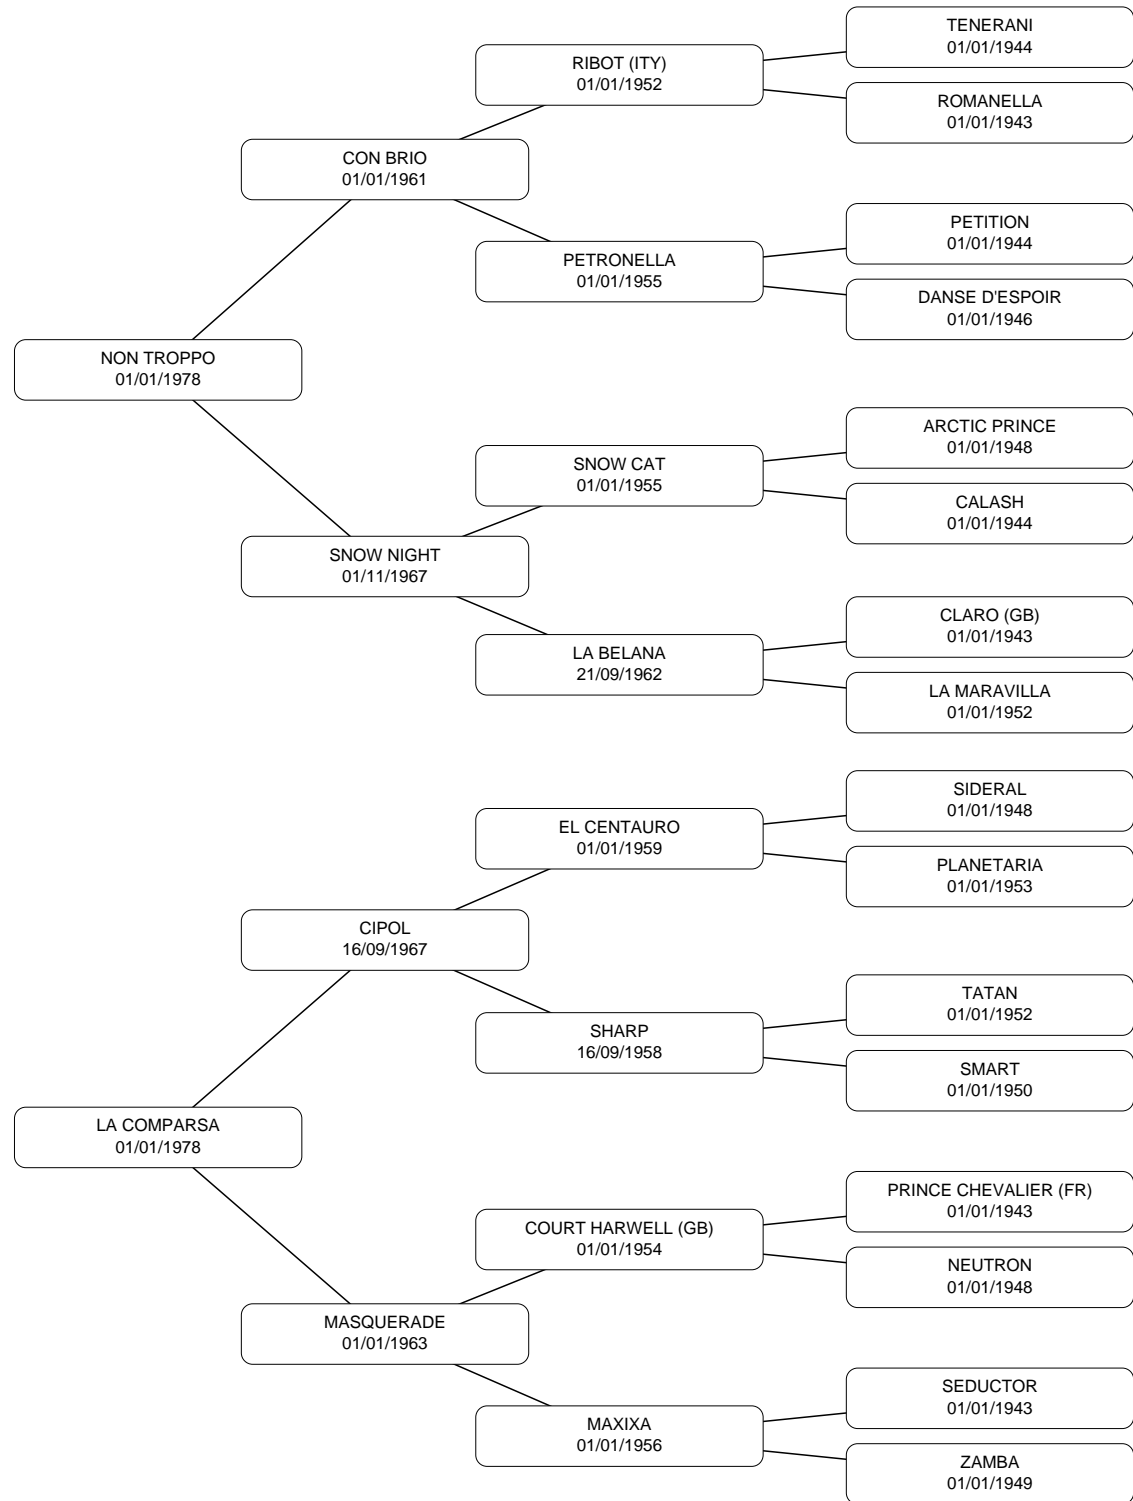 TENERANI
01/01/1944
RIBOT (ITY)
01/01/1952
ROMANELLA
01/01/1943
CON BRIO
01/01/1961
PETITION
01/01/1944
PETRONELLA
01/01/1955
DANSE D'ESPOIR
01/01/1946
NON TROPPO
01/01/1978
ARCTIC PRINCE
01/01/1948
SNOW CAT
01/01/1955
CALASH
01/01/1944
SNOW NIGHT
01/11/1967
CLARO (GB)
01/01/1943
LA BELANA
21/09/1962
LA MARAVILLA
01/01/1952
SIDERAL
01/01/1948
EL CENTAURO
01/01/1959
PLANETARIA
01/01/1953
CIPOL
16/09/1967
TATAN
01/01/1952
SHARP
16/09/1958
SMART
01/01/1950
LA COMPARSA
01/01/1978
PRINCE CHEVALIER (FR)
01/01/1943
COURT HARWELL (GB)
01/01/1954
NEUTRON
01/01/1948
MASQUERADE
01/01/1963
SEDUCTOR
01/01/1943
MAXIXA
01/01/1956
ZAMBA
01/01/1949